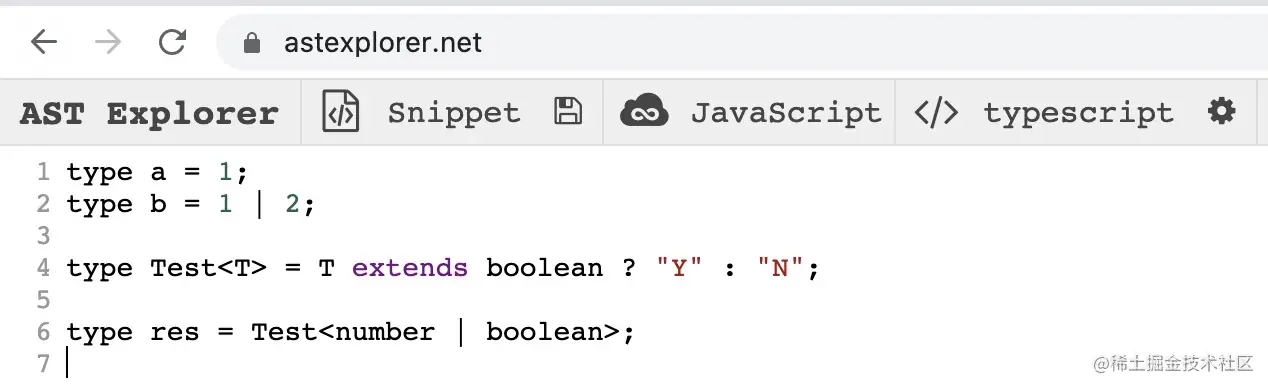 astexplorer.net
AST Explorer Snippet JavaScript </> typescript
1 type a = 1;
2 type b = 1 | 2;
3
4 type Test<T> = T extends boolean ? "Y" : "N";
5
6 type res = Test<number | boolean>;
7
@稀土掘金技术社区